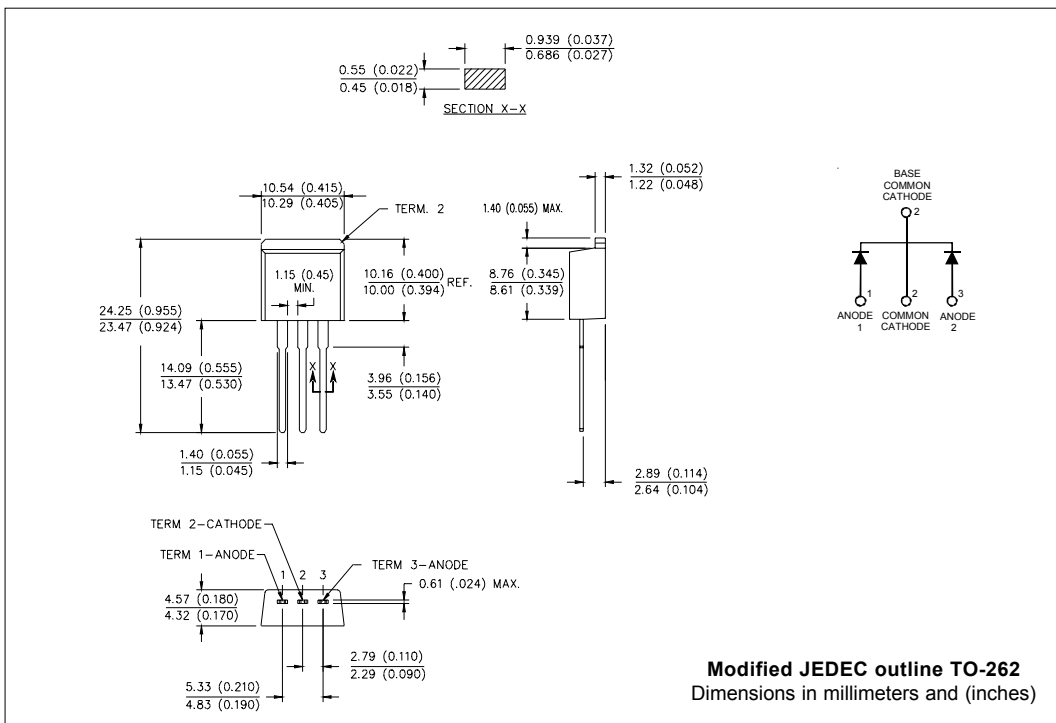 0.939 (0.037)
0.686 (0.027)
0.55 (0.022)
0.45 (0.018)
SECTION X-X
10.54 (0.415)
10.29 (0.405)
TERM. 2
1.15 (0.45)
MIN.
10.16 (0.400)
10.00 (0.394)
REF.
24.25 (0.955)
23.47 (0.924)
14.09 (0.555)
13.47 (0.530)
X X
3.96 (0.156)
3.55 (0.140)
1.40 (0.055)
1.15 (0.045)
1.32 (0.052)
1.22 (0.048)
1.40 (0.055) MAX.
8.76 (0.345)
8.61 (0.339)
2.89 (0.114)
2.64 (0.104)
BASE
COMMON
CATHODE
2
1 2 3
ANODE COMMON ANODE
1 CATHODE 2
TERM 2-CATHODE
TERM 1-ANODE
TERM 3-ANODE
1 2 3
0.61 (.024) MAX.
4.57 (0.180)
4.32 (0.170)
2.79 (0.110)
2.29 (0.090)
5.33 (0.210)
4.83 (0.190)
Modified JEDEC outline TO-262
Dimensions in millimeters and (inches)